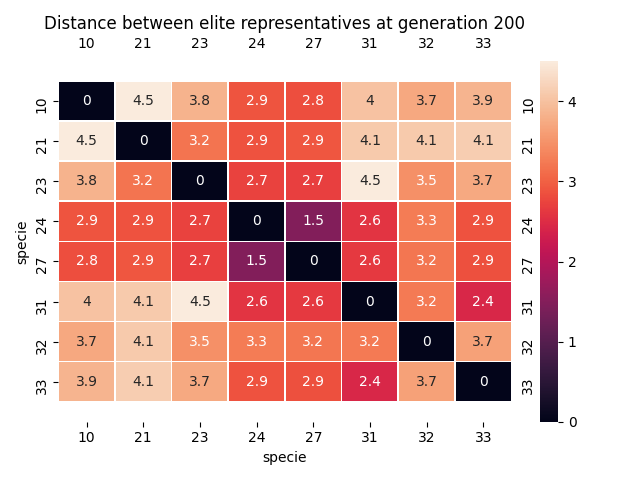 Distance between elite representatives at generation 200
10 21 23 24 27 31 32 33
10 0 4.5 3.8 2.9 2.8 4 3.7 3.9 10
21 4.5 0 3.2 2.9 2.9 4.1 4.1 4.1 21
23 3.8 3.2 0 2.7 2.7 4.5 3.5 3.7 23
24 2.9 2.9 2.7 0 1.5 2.6 3.3 2.9 24
27 2.8 2.9 2.7 1.5 0 2.6 3.2 2.9 27
31 4 4.1 4.5 2.6 2.6 0 3.2 2.4 31
32 3.7 4.1 3.5 3.3 3.2 3.2 0 3.7 32
33 3.9 4.1 3.7 2.9 2.9 2.4 3.7 0 33
10 21 23 24 27 31 32 33
specie
specie
4
3
2
1
0